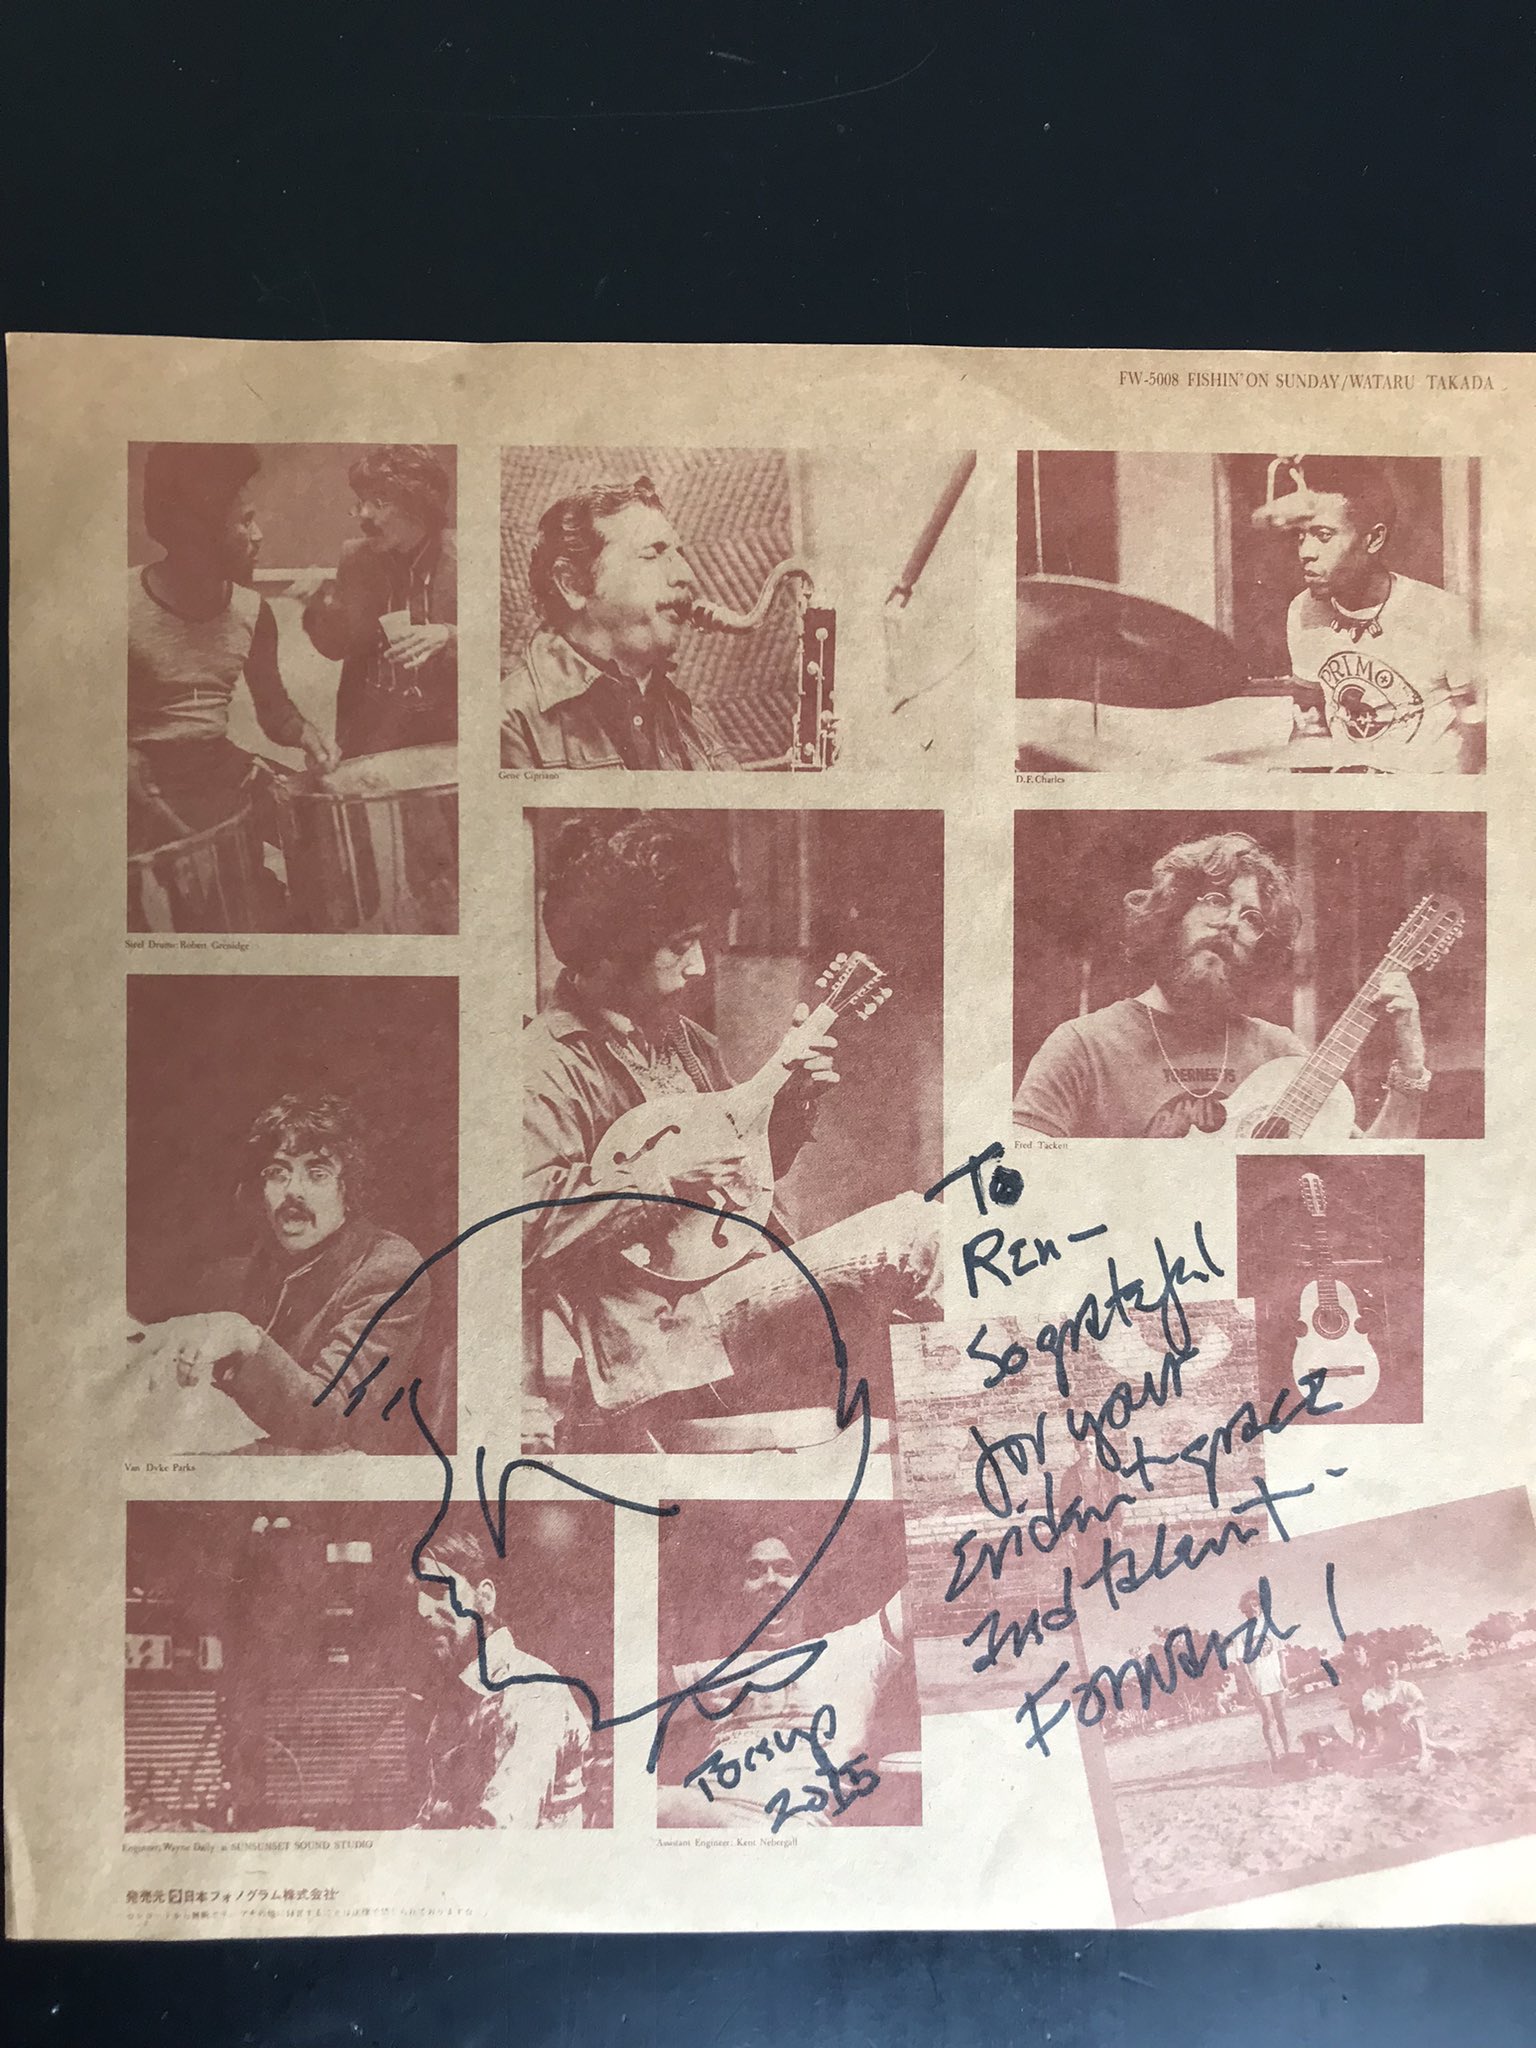 FW-5008 FISHIN' ON SUNDAY/WATARU TAKADA
Gene Cipriano
D.F. Charles
PRIMO
Steel Drums: Robert Greenidge
Fred Tackett
Van Dyke Parks
To
Ren—
So grateful
for your
Evident grace
And talent—
Forward!
2015
Engineer, Wayne Daily at SUNSUNSET SOUND STUDIO
Assistant Engineer: Kent Nebergall
発売元 日本フォノグラム株式会社